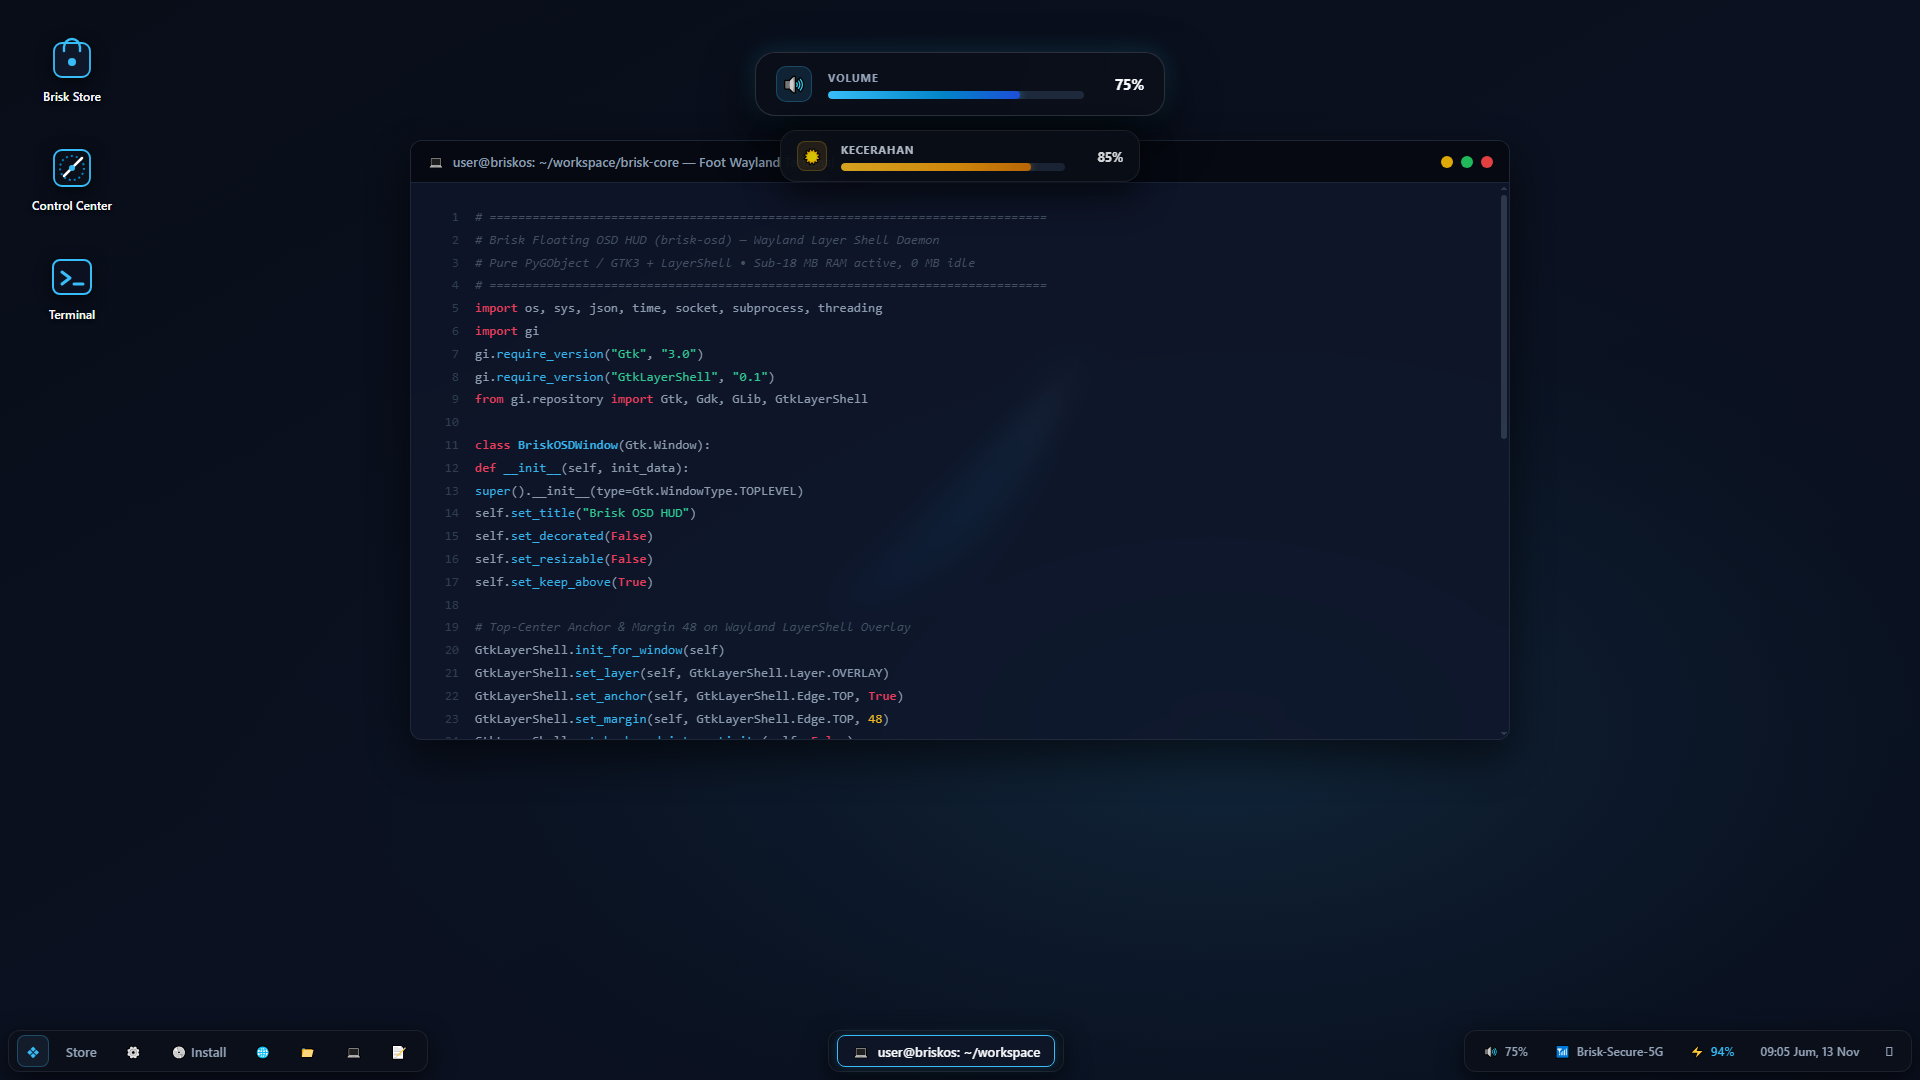 Brisk Store
Control Center
Terminal
VOLUME
75%
KECERAHAN
85%
user@briskos: ~/workspace/brisk-core — Foot Wayland
1 # ==============================================================================
2 # Brisk Floating OSD HUD (brisk-osd) — Wayland Layer Shell Daemon
3 # Pure PyGObject / GTK3 + LayerShell • Sub-18 MB RAM active, 0 MB idle
4 # ==============================================================================
5 import os, sys, json, time, socket, subprocess, threading
6 import gi
7 gi.require_version("Gtk", "3.0")
8 gi.require_version("GtkLayerShell", "0.1")
9 from gi.repository import Gtk, Gdk, GLib, GtkLayerShell
10
11 class BriskOSDWindow(Gtk.Window):
12 def __init__(self, init_data):
13 super().__init__(type=Gtk.WindowType.TOPLEVEL)
14 self.set_title("Brisk OSD HUD")
15 self.set_decorated(False)
16 self.set_resizable(False)
17 self.set_keep_above(True)
18
19 # Top-Center Anchor & Margin 48 on Wayland LayerShell Overlay
20 GtkLayerShell.init_for_window(self)
21 GtkLayerShell.set_layer(self, GtkLayerShell.Layer.OVERLAY)
22 GtkLayerShell.set_anchor(self, GtkLayerShell.Edge.TOP, True)
23 GtkLayerShell.set_margin(self, GtkLayerShell.Edge.TOP, 48)
Store
Install
user@briskos: ~/workspace
75%
Brisk-Secure-5G
94%
09:05 Jum, 13 Nov